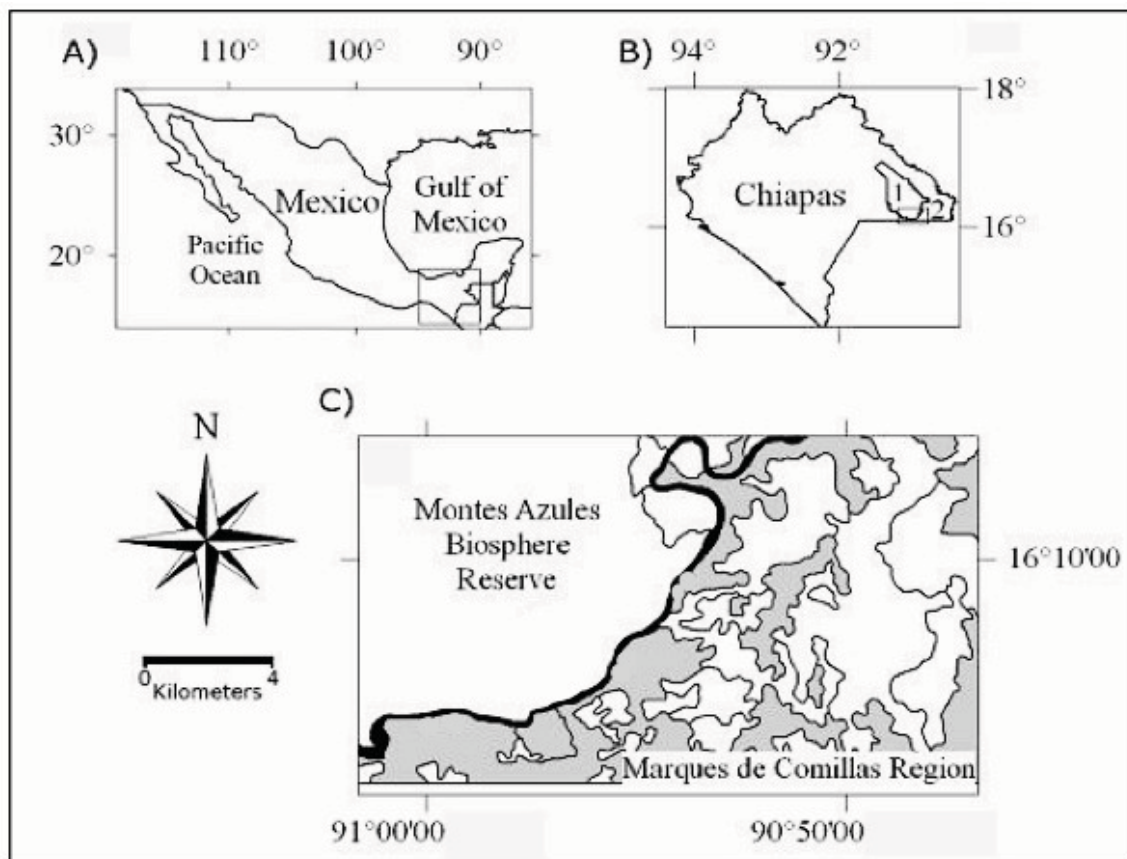 A)
110°
100°
90°
30°
20°
Mexico
Gulf of
Mexico
Pacific
Ocean
B)
94°
92°
18°
16°
Chiapas
1
2
C)
N
0
4
Kilometers
Montes Azules
Biosphere
Reserve
16°10'00
Marques de Comillas Region
91°00'00
90°50'00